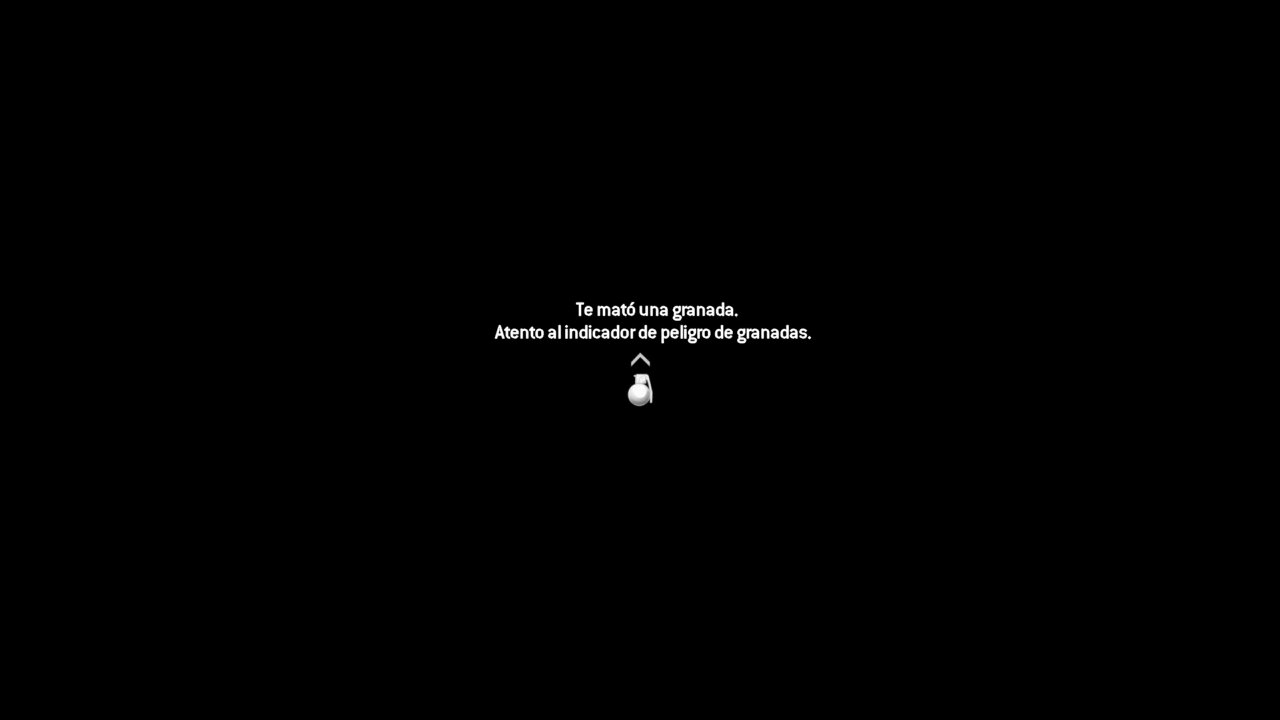 Te mató una granada.
Atento al indicador de peligro de granadas.